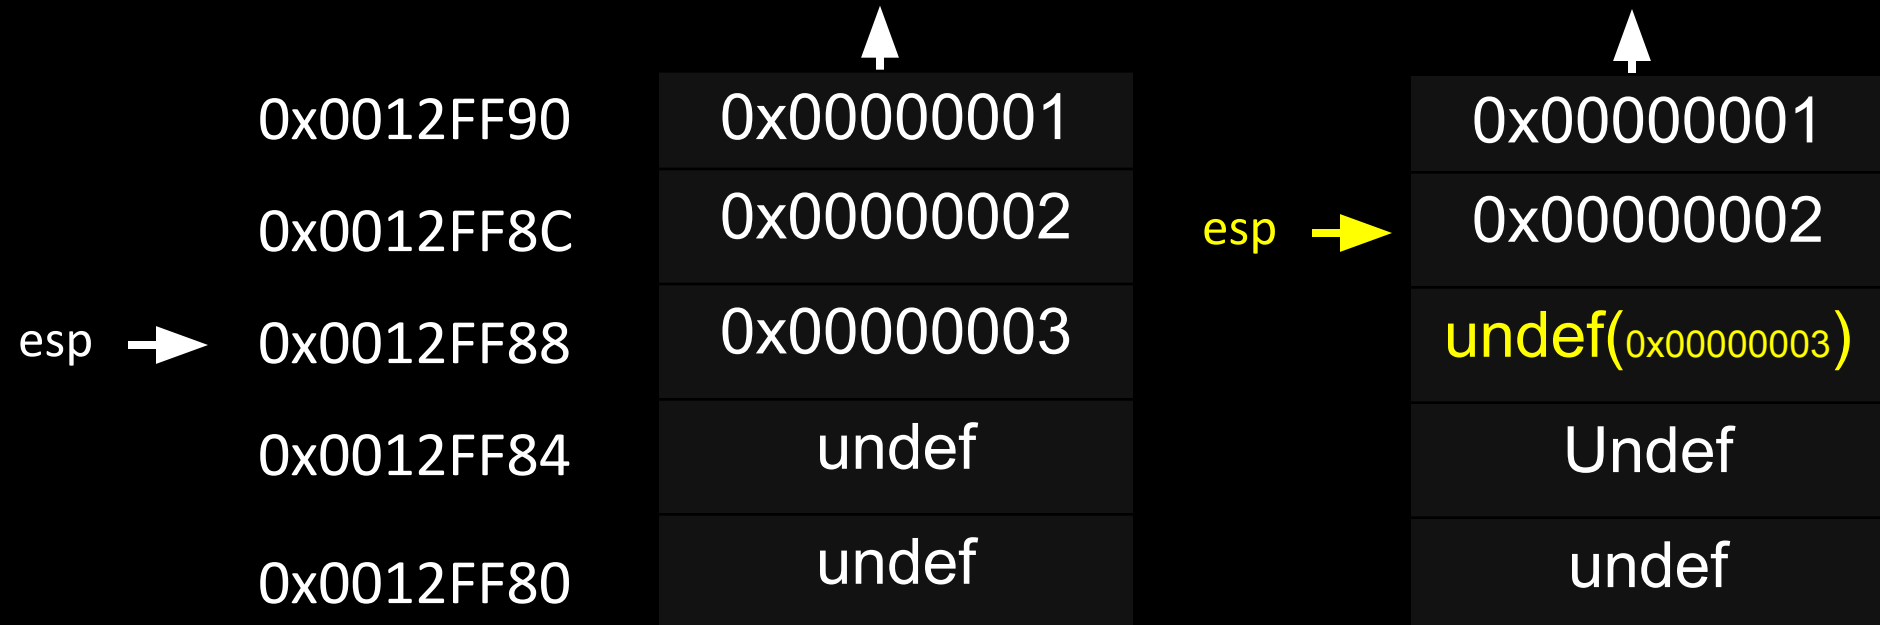 0x0012FF90 0x00000001 0x00000001
0x0012FF8C 0x00000002 esp 0x00000002
esp 0x0012FF88 0x00000003 undef(0x00000003)
0x0012FF84 undef Undef
0x0012FF80 undef undef